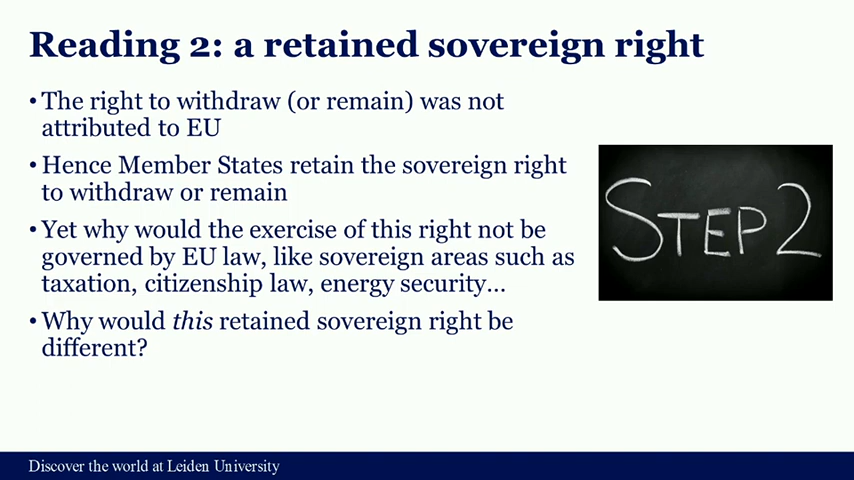 Reading 2: a retained sovereign right
• The right to withdraw (or remain) was not
attributed to EU
• Hence Member States retain the sovereign right
to withdraw or remain
• Yet why would the exercise of this right not be
governed by EU law, like sovereign areas such as
taxation, citizenship law, energy security...
• Why would this retained sovereign right be
different?
STEP 2
Discover the world at Leiden University